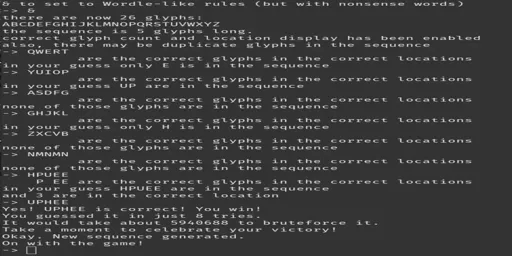 & to set to Wordle-like rules (but with nonsense words)
-> &
there are now 26 glyphs:
ABCDEFGHIJKLMNOPQRSTUVWXYZ
the sequence is 5 glyphs long.
correct glyph count and location display has been enabled
also, there may be duplicate glyphs in the sequence
-> QWERT
are the correct glyphs in the correct locations
in your guess only E is in the sequence
-> YUIOP
are the correct glyphs in the correct locations
in your guess UP are in the sequence
-> ASDFG
are the correct glyphs in the correct locations
none of those glyphs are in the sequence
-> GHJKL
are the correct glyphs in the correct locations
in your guess only H is in the sequence
-> ZXCVB
are the correct glyphs in the correct locations
none of those glyphs are in the sequence
-> NMNMN
are the correct glyphs in the correct locations
none of those glyphs are in the sequence
-> HPUEE
P EE are the correct glyphs in the correct locations
in your guess HPUEE are in the sequence
and 3 are in the correct location
-> UPHEE
Yes! UPHEE is correct! You win!
You guessed it in just 8 tries.
It would take about 5940688 to bruteforce it.
Take a moment to celebrate your victory!
Okay. New sequence generated.
On with the game!
->